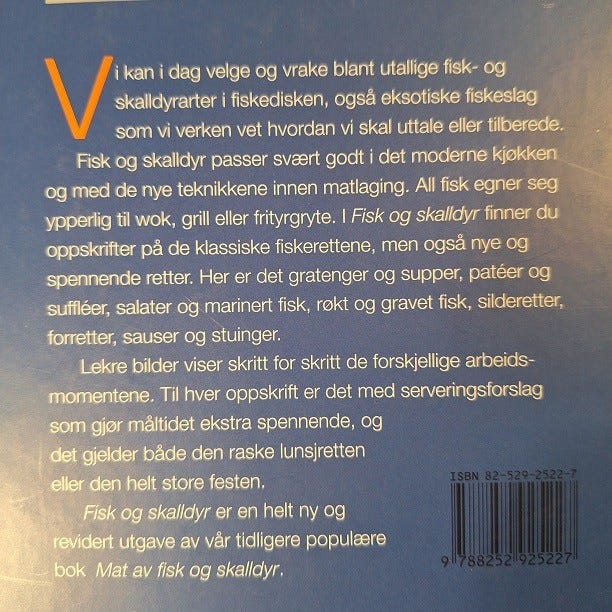 Vi kan i dag velge og vrake blant utallige fisk- og
skalldyrarter i fiskedisken, også eksotiske fiskeslag
som vi verken vet hvordan vi skal uttale eller tilberede.
Fisk og skalldyr passer svært godt i det moderne kjøkken
og med de nye teknikkene innen matlaging. All fisk egner seg
ypperlig til wok, grill eller frityrgryte. I Fisk og skalldyr finner du
oppskrifter på de klassiske fiskerettene, men også nye og
spennende retter. Her er det gratenger og supper, patéer og
suffléer, salater og marinert fisk, røkt og gravet fisk, silderetter,
forretter, sauser og stuinger.
Lekre bilder viser skritt for skritt de forskjellige arbeids-
momentene. Til hver oppskrift er det med serveringsforslag
som gjør måltidet ekstra spennende, og
det gjelder både den raske lunsjretten
eller den helt store festen.
Fisk og skalldyr er en helt ny og
revidert utgave av vår tidligere populære
bok Mat av fisk og skalldyr.
ISBN 82-529-2522-7
9 788252 925227